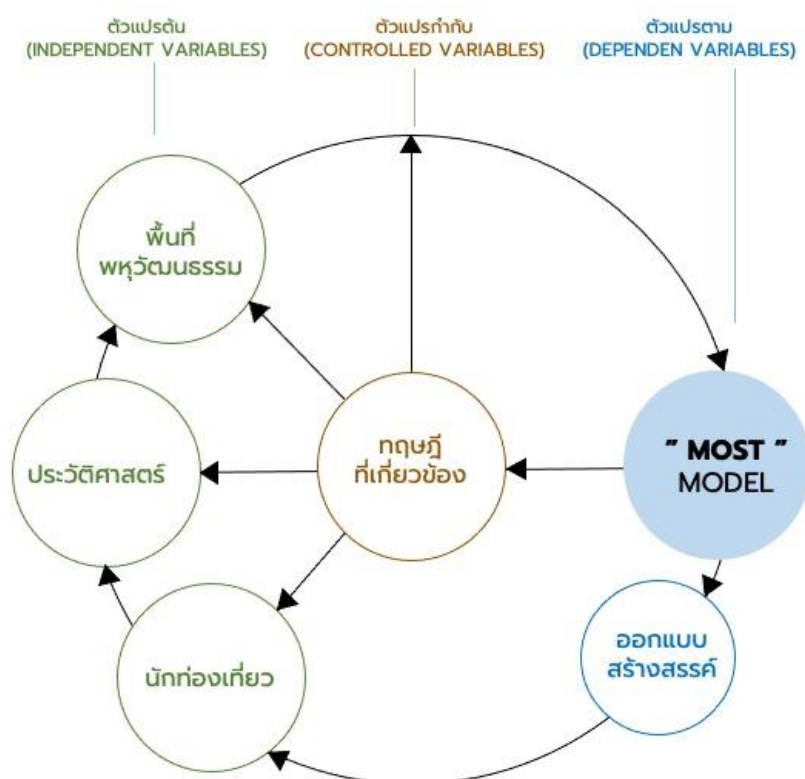 ตัวแปรต้น
(INDEPENDENT VARIABLES)
ตัวแปรกำกับ
(CONTROLLED VARIABLES)
ตัวแปรตาม
(DEPENDEN VARIABLES)
พื้นที่
พหุวัฒนธรรม
ประวัติศาสตร์
นักท่องเที่ยว
ทฤษฎี
ที่เกี่ยวข้อง
" MOST "
MODEL
ออกแบบ
สร้างสรรค์